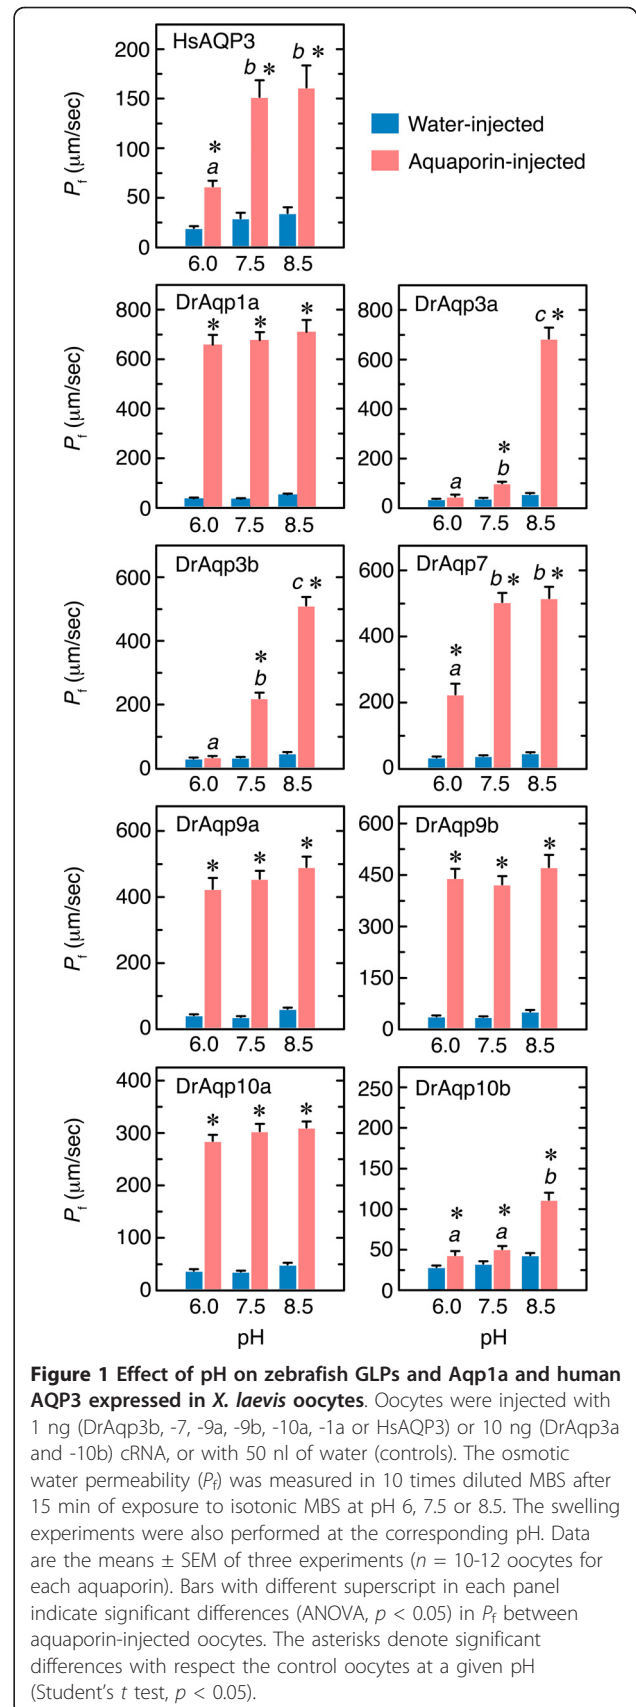 HsAQP3
200
150
100
50
0
P_f (μm/sec)
a
*
b *
b *
6.0 7.5 8.5
Water-injected
Aquaporin-injected
DrAqp1a
800
600
400
200
0
P_f (μm/sec)
* * *
6.0 7.5 8.5
DrAqp3a
800
600
400
200
0
a
*
b
c *
6.0 7.5 8.5
DrAqp3b
600
400
200
0
P_f (μm/sec)
a
*
b
c *
6.0 7.5 8.5
DrAqp7
600
400
200
0
*
a
b *
b *
6.0 7.5 8.5
DrAqp9a
600
400
200
0
P_f (μm/sec)
* * *
6.0 7.5 8.5
DrAqp9b
600
450
300
150
0
* * *
6.0 7.5 8.5
DrAqp10a
400
300
200
100
0
P_f (μm/sec)
* * *
6.0 7.5 8.5
pH
DrAqp10b
250
200
150
100
50
0
*
a
*
a
*
b
6.0 7.5 8.5
pH
Figure 1 Effect of pH on zebrafish GLPs and Aqp1a and human
AQP3 expressed in X. laevis oocytes. Oocytes were injected with
1 ng (DrAqp3b, -7, -9a, -9b, -10a, -1a or HsAQP3) or 10 ng (DrAqp3a
and -10b) cRNA, or with 50 nl of water (controls). The osmotic
water permeability (P_f) was measured in 10 times diluted MBS after
15 min of exposure to isotonic MBS at pH 6, 7.5 or 8.5. The swelling
experiments were also performed at the corresponding pH. Data
are the means ± SEM of three experiments (n = 10-12 oocytes for
each aquaporin). Bars with different superscript in each panel
indicate significant differences (ANOVA, p < 0.05) in P_f between
aquaporin-injected oocytes. The asterisks denote significant
differences with respect the control oocytes at a given pH
(Student's t test, p < 0.05).